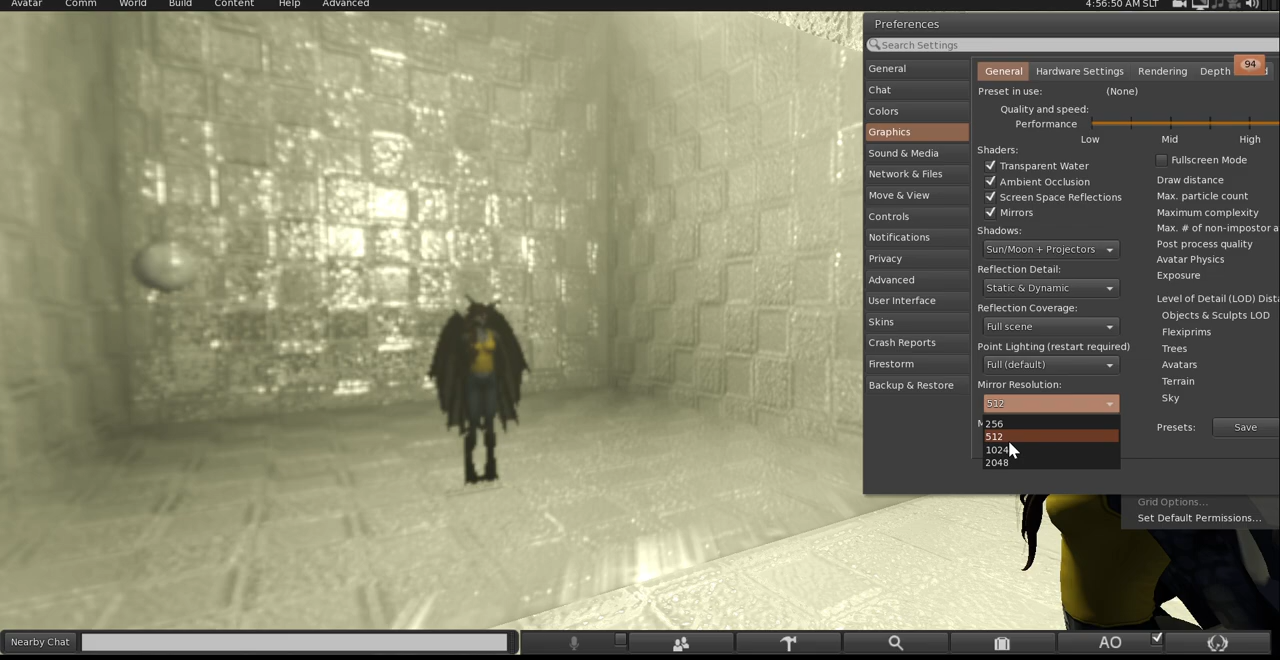 Avatar Comm World Build Content Help Advanced 4:56:50 AM SLT
Preferences
Search Settings
General
Chat
Colors
Graphics
Sound & Media
Network & Files
Move & View
Controls
Notifications
Privacy
Advanced
User Interface
Skins
Crash Reports
Firestorm
Backup & Restore
General Hardware Settings Rendering Depth
94
Preset in use: (None)
Quality and speed:
Performance
Low Mid High
Shaders:
Transparent Water
Ambient Occlusion
Screen Space Reflections
Mirrors
Shadows:
Sun/Moon + Projectors
Reflection Detail:
Static & Dynamic
Reflection Coverage:
Full scene
Point Lighting (restart required)
Full (default)
Mirror Resolution:
512
256
512
1024
2048
Fullscreen Mode
Draw distance
Max. particle count
Maximum complexity
Max. # of non-impostor a
Post process quality
Avatar Physics
Exposure
Level of Detail (LOD) Dist
Objects & Sculpts LOD
Flexiprims
Trees
Avatars
Terrain
Sky
Presets: Save
Grid Options...
Set Default Permissions...
Nearby Chat
AO